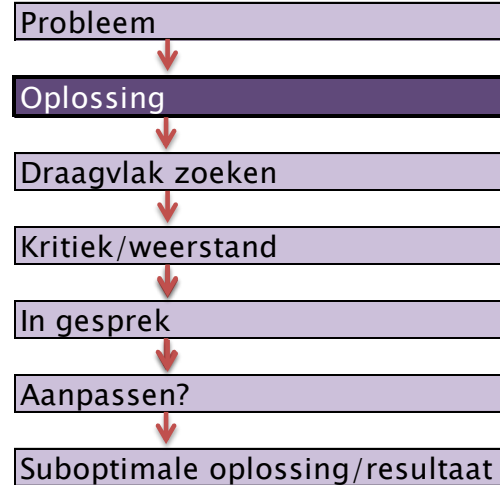 Probleem
Oplossing
Draagvlak zoeken
Kritiek/weerstand
In gesprek
Aanpassen?
Suboptimale oplossing/resultaat